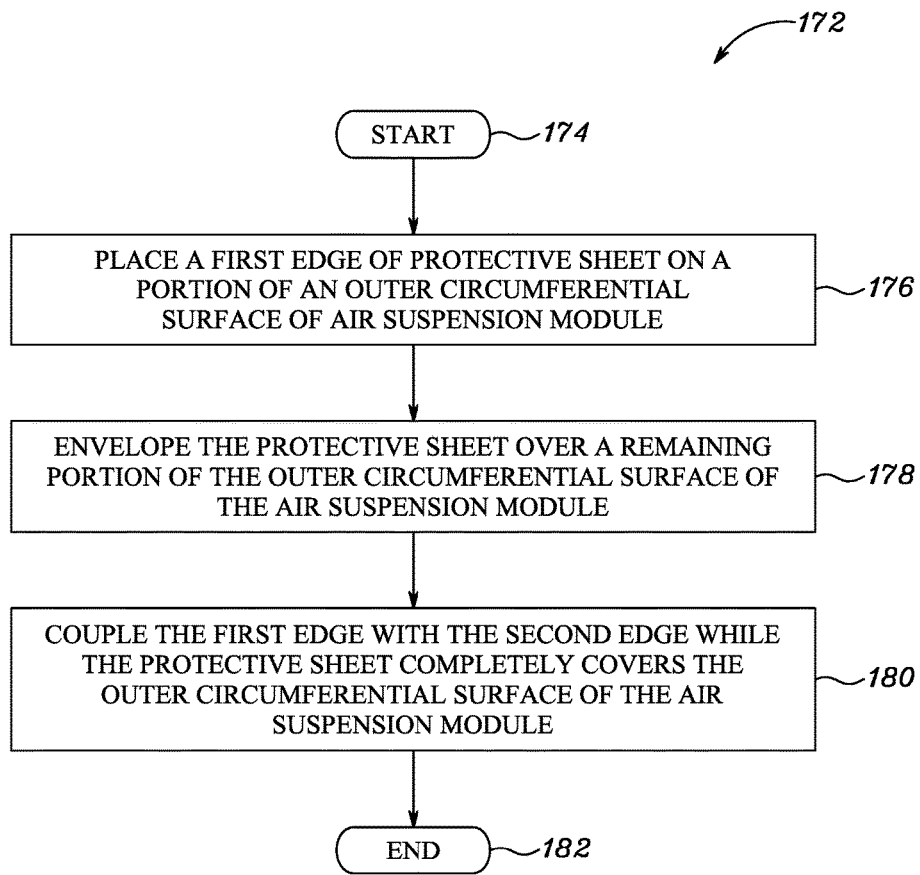 172
START
174
PLACE A FIRST EDGE OF PROTECTIVE SHEET ON A
PORTION OF AN OUTER CIRCUMFERENTIAL
SURFACE OF AIR SUSPENSION MODULE
176
ENVELOPE THE PROTECTIVE SHEET OVER A REMAINING
PORTION OF THE OUTER CIRCUMFERENTIAL SURFACE OF
THE AIR SUSPENSION MODULE
178
COUPLE THE FIRST EDGE WITH THE SECOND EDGE WHILE
THE PROTECTIVE SHEET COMPLETELY COVERS THE
OUTER CIRCUMFERENTIAL SURFACE OF THE AIR
SUSPENSION MODULE
180
END
182